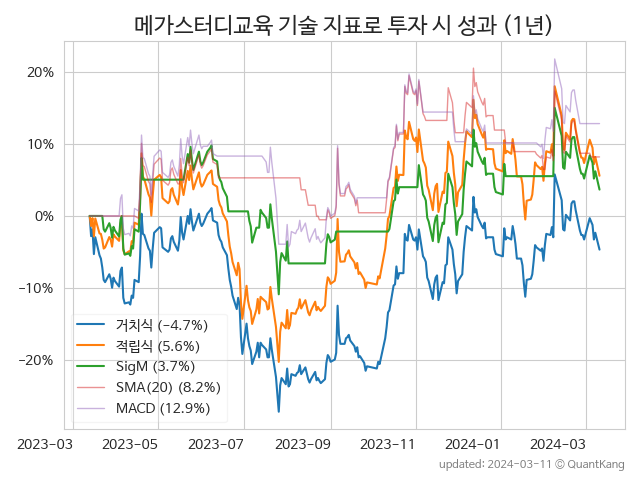 메가스터디교육 기술 지표로 투자 시 성과 (1년)
20%
10%
0%
−10%
−20%
거치식 (−4.7%)
적립식 (5.6%)
SigM (3.7%)
SMA(20) (8.2%)
MACD (12.9%)
2023-03 2023-05 2023-07 2023-09 2023-11 2024-01 2024-03
updated: 2024-03-11 © QuantKang